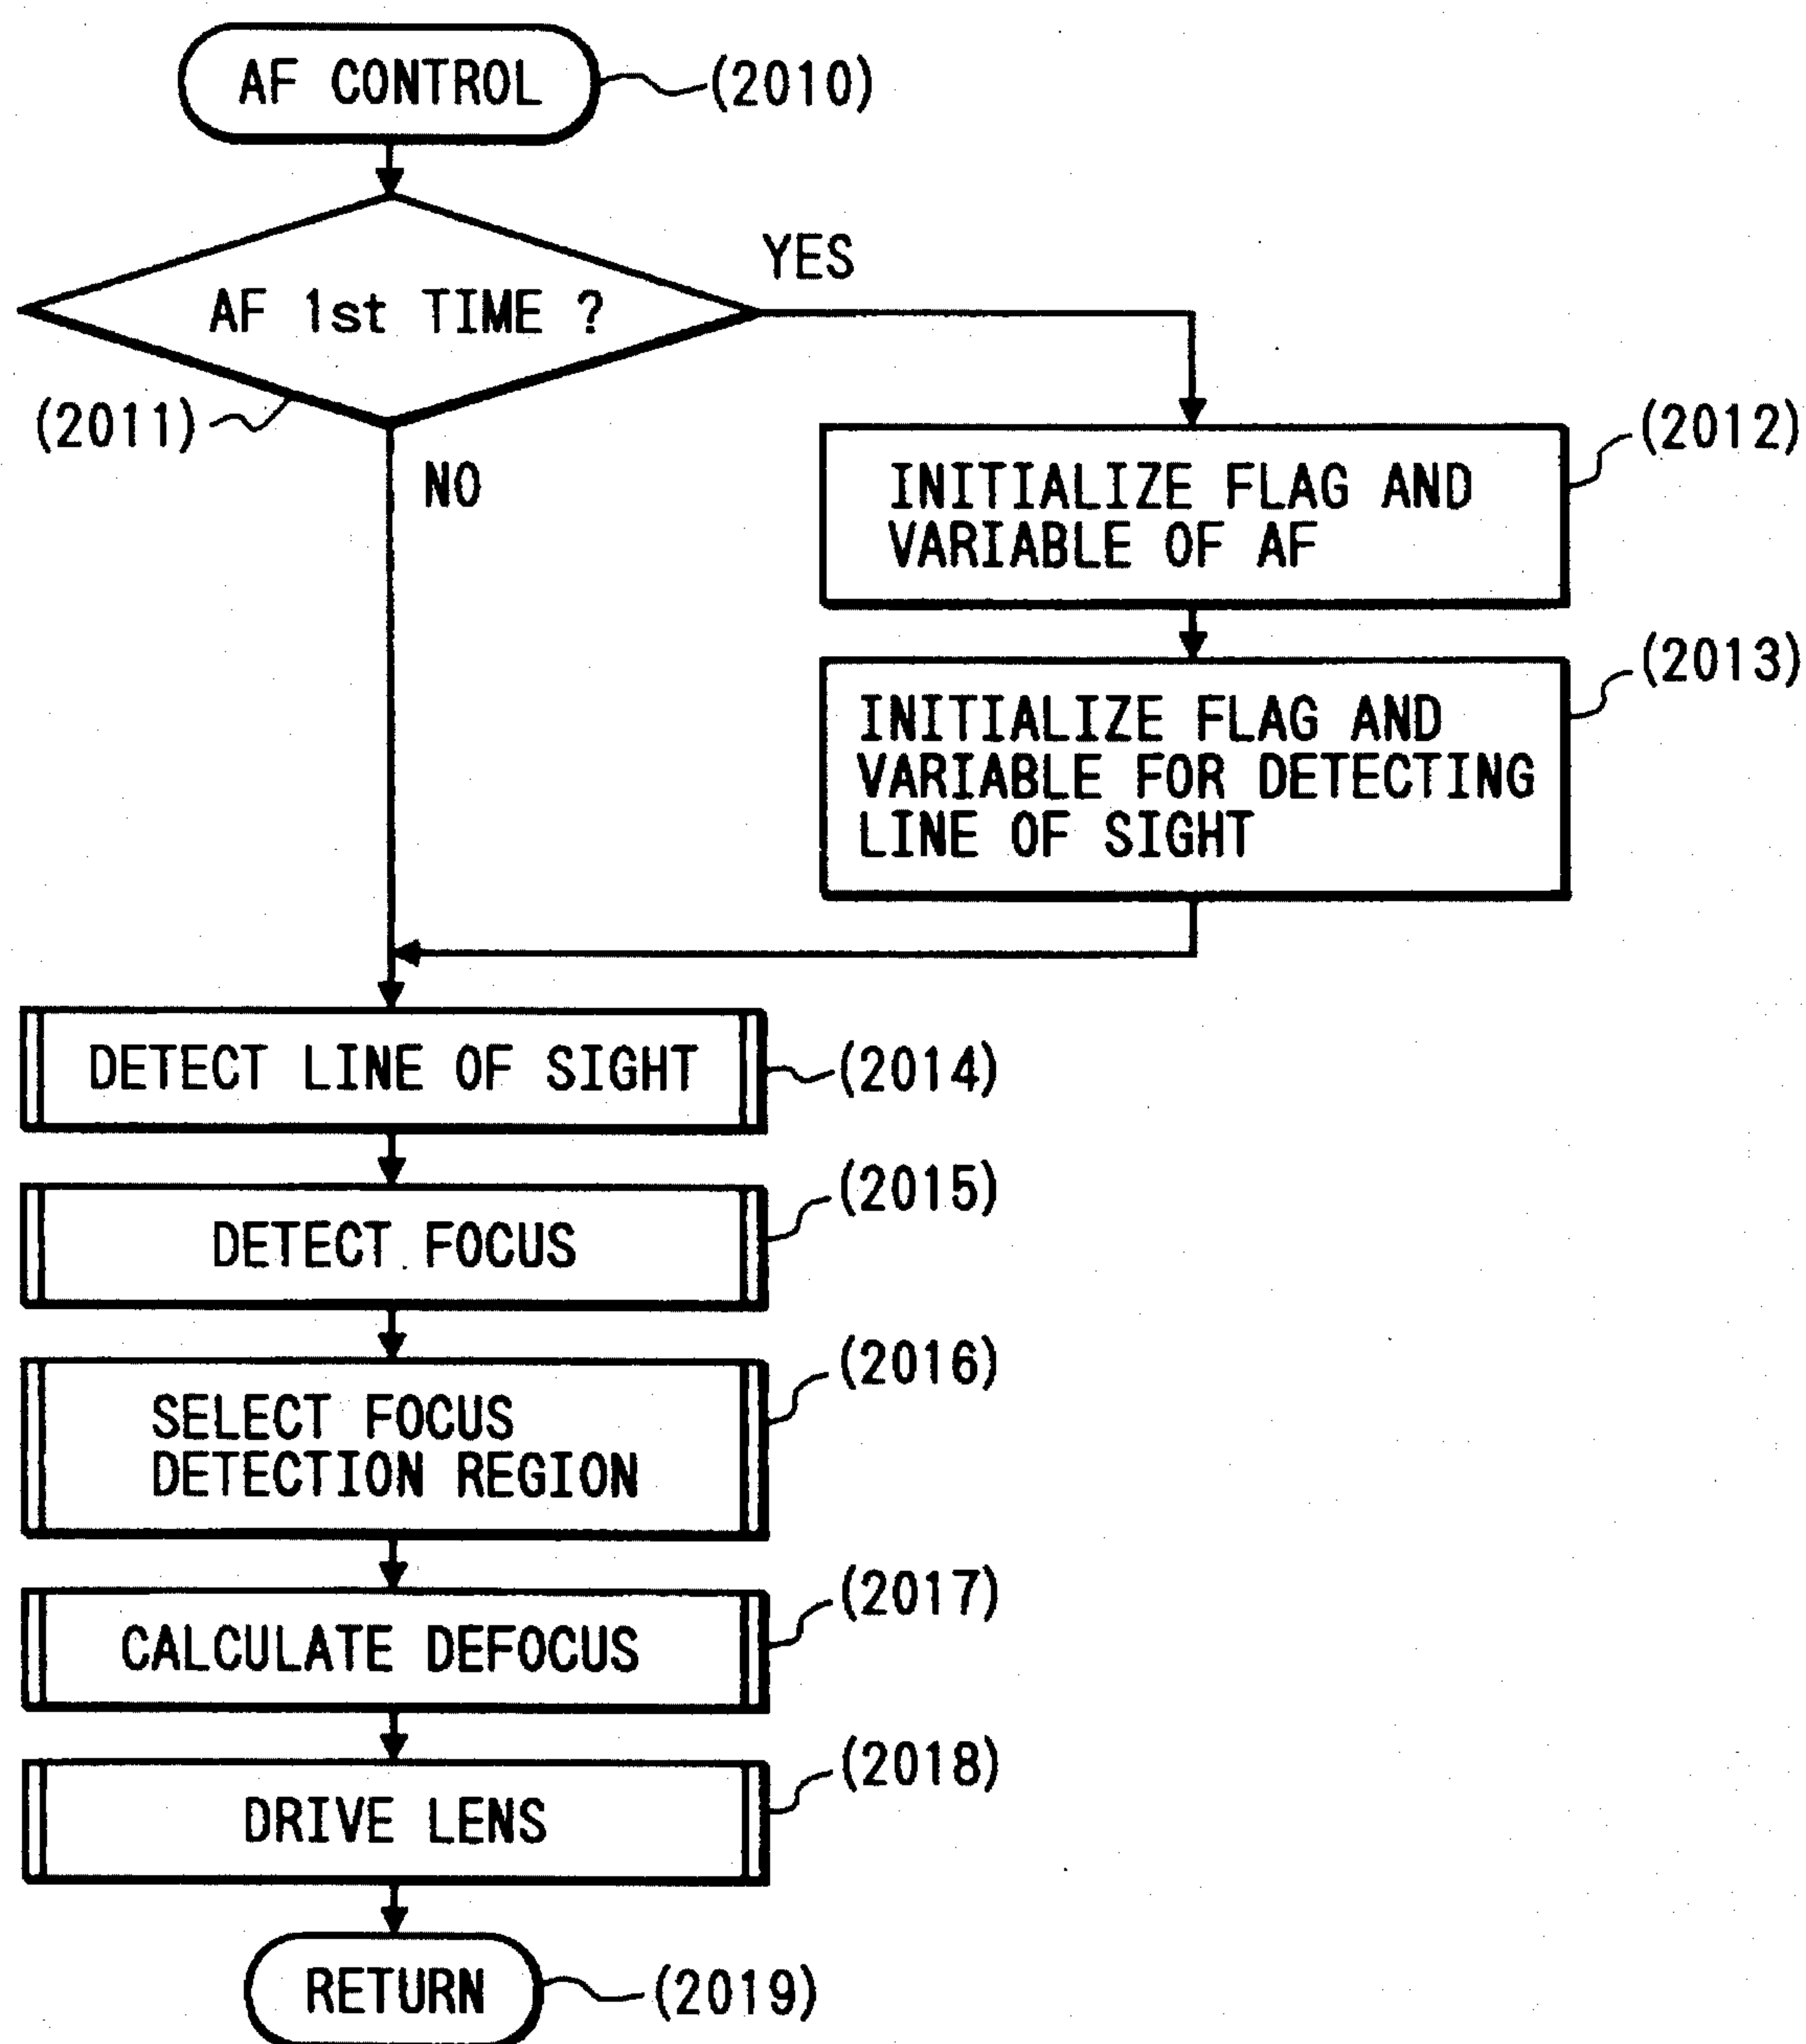 AF CONTROL
(2010)
AF 1st TIME ?
YES
(2011)
NO
INITIALIZE FLAG AND
VARIABLE OF AF
(2012)
INITIALIZE FLAG AND
VARIABLE FOR DETECTING
LINE OF SIGHT
(2013)
DETECT LINE OF SIGHT
(2014)
DETECT FOCUS
(2015)
SELECT FOCUS
DETECTION REGION
(2016)
CALCULATE DEFOCUS
(2017)
DRIVE LENS
(2018)
RETURN
(2019)